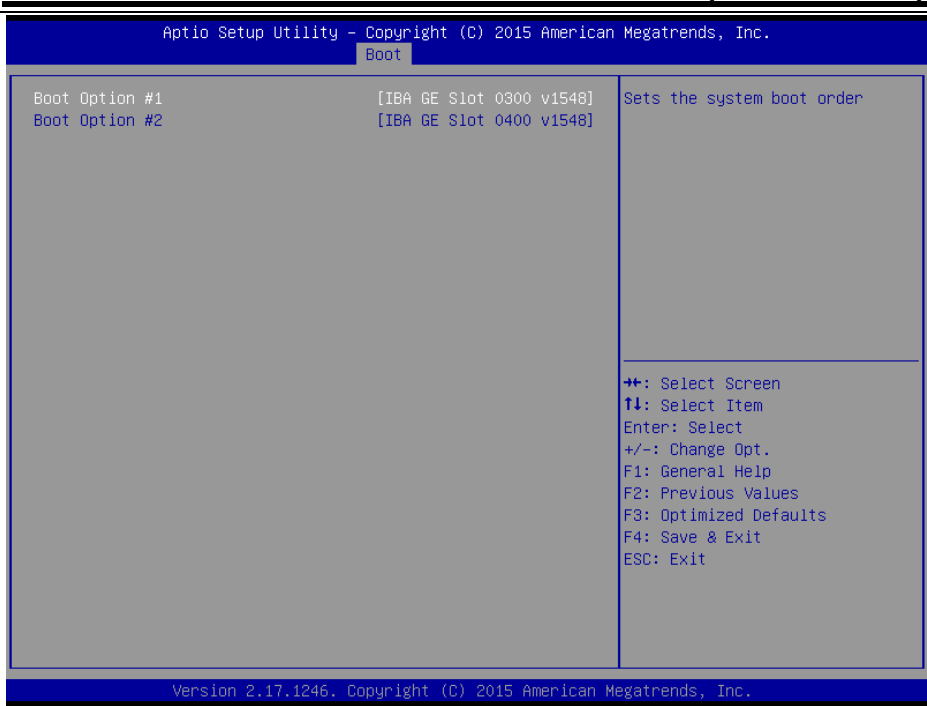 Aptio Setup Utility – Copyright (C) 2015 American Megatrends, Inc.
Boot
Boot Option #1 [IBA GE Slot 0300 v1548]
Boot Option #2 [IBA GE Slot 0400 v1548]
Sets the system boot order
→←: Select Screen
↑↓: Select Item
Enter: Select
+/-: Change Opt.
F1: General Help
F2: Previous Values
F3: Optimized Defaults
F4: Save & Exit
ESC: Exit
Version 2.17.1246. Copyright (C) 2015 American Megatrends, Inc.